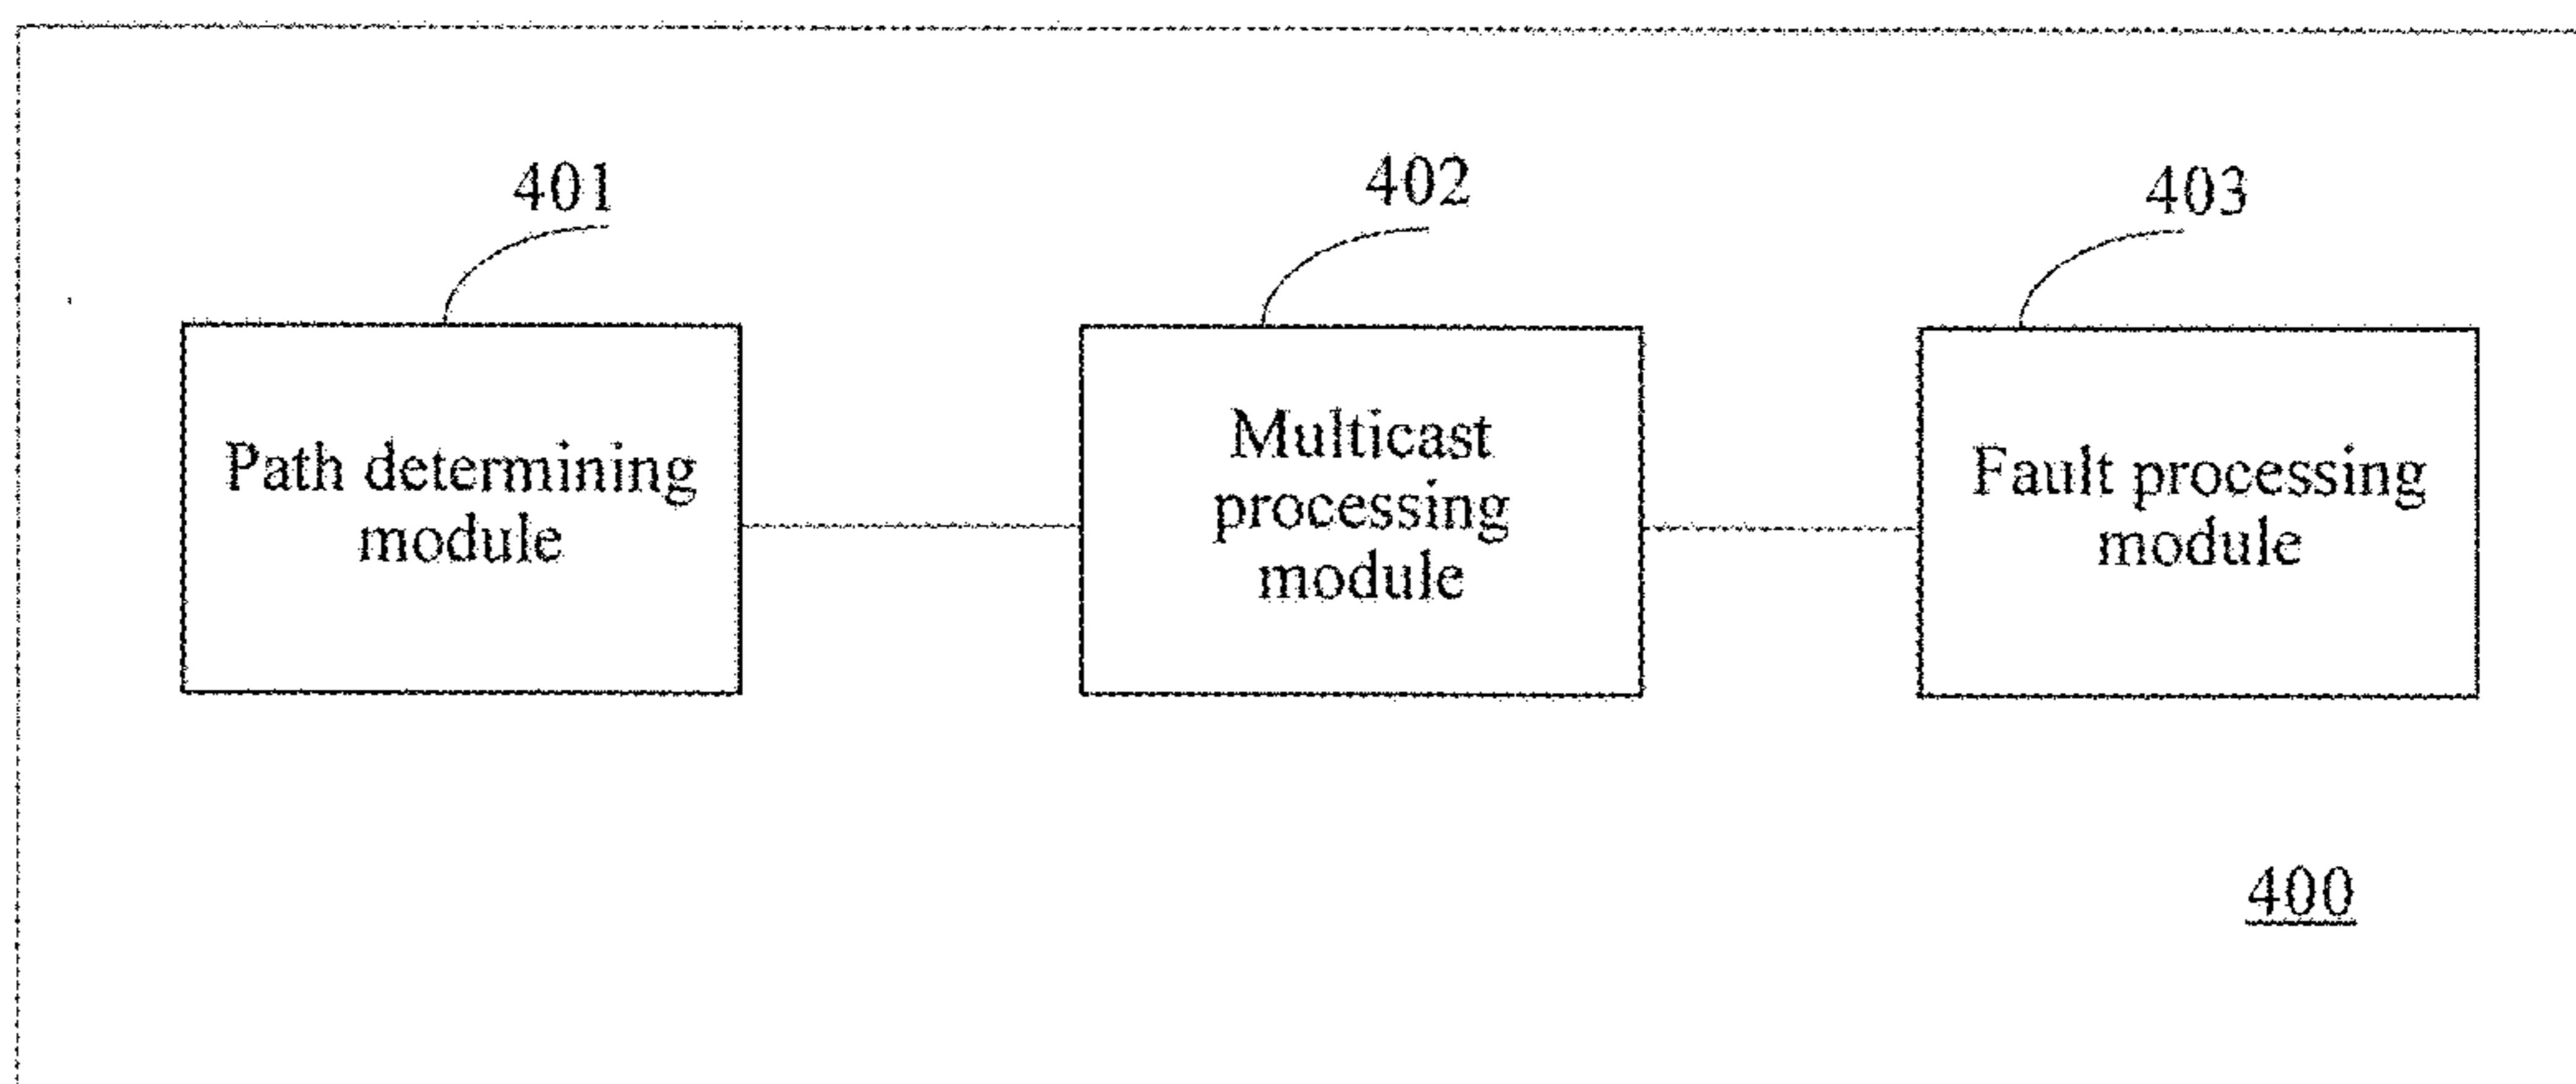 401
402
403
Path determining
module
Multicast
processing
module
Fault processing
module
400